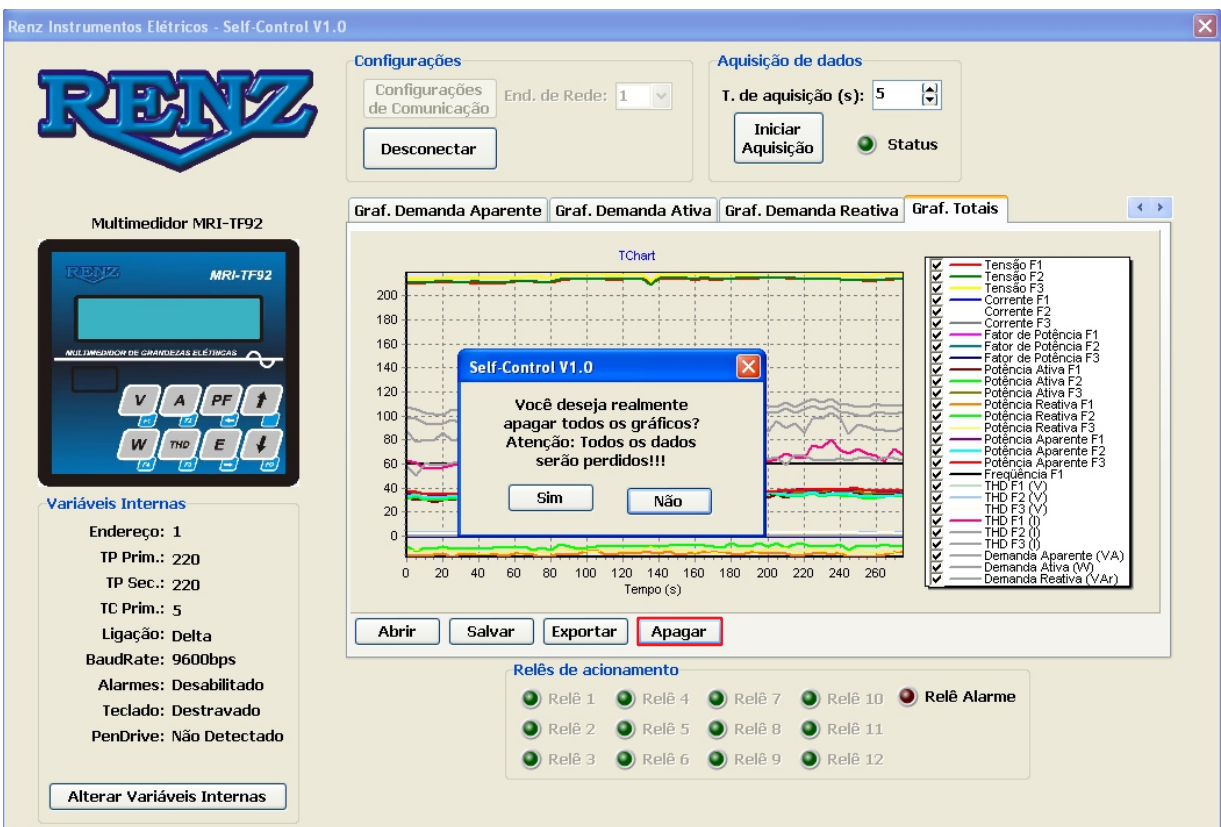 Renz Instrumentos Elétricos - Self-Control V1.0
RENZ
Configurações
Configurações
de Comunicação
End. de Rede: 1
Desconectar
Aquisição de dados
T. de aquisição (s): 5
Iniciar
Aquisição
Status
Multimedidor MRI-TF92
RENZ
MRI-TF92
MULTIMEDIDOR DE GRANDEZAS ELÉTRICAS
V A PF
F1 F2
W THD E
F4 F3
Graf. Demanda Aparente Graf. Demanda Ativa Graf. Demanda Reativa Graf. Totais
TChart
200
180
160
140
120
100
80
60
40
20
0
0 20 40 60 80 100 120 140 160 180 200 220 240 260
Tempo (s)
Tensão F1
Tensão F2
Tensão F3
Corrente F1
Corrente F2
Corrente F3
Fator de Potência F1
Fator de Potência F2
Fator de Potência F3
Potência Ativa F1
Potência Ativa F2
Potência Ativa F3
Potência Reativa F1
Potência Reativa F2
Potência Reativa F3
Potência Aparente F1
Potência Aparente F2
Potência Aparente F3
Freqüência F1
THD F1 (V)
THD F2 (V)
THD F3 (V)
THD F1 (I)
THD F2 (I)
THD F3 (I)
Demanda Aparente (VA)
Demanda Ativa (W)
Demanda Reativa (VAr)
Self-Control V1.0
Você deseja realmente
apagar todos os gráficos?
Atenção: Todos os dados
serão perdidos!!!
Sim Não
Abrir Salvar Exportar Apagar
Variáveis Internas
Endereço: 1
TP Prim.: 220
TP Sec.: 220
TC Prim.: 5
Ligação: Delta
BaudRate: 9600bps
Alarmes: Desabilitado
Teclado: Destravado
PenDrive: Não Detectado
Alterar Variáveis Internas
Relês de acionamento
Relê 1 Relê 4 Relê 7 Relê 10 Relê Alarme
Relê 2 Relê 5 Relê 8 Relê 11
Relê 3 Relê 6 Relê 9 Relê 12